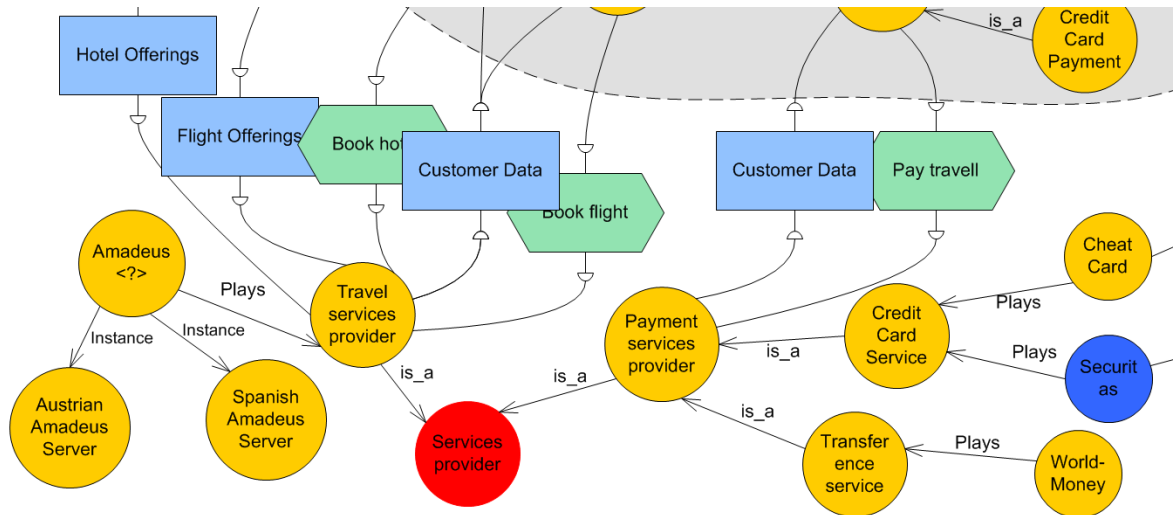 Hotel Offerings
is_a
Credit
Card
Payment
Flight Offerings
Book hot
Customer Data
Book flight
Customer Data
Pay travell
Amadeus
<?>
Plays
Travel
services
provider
Instance
Instance
Payment
services
provider
Credit
Card
Service
Cheat
Card
Plays
Plays
is_a
is_a
is_a
Securit
as
Austrian
Amadeus
Server
Spanish
Amadeus
Server
Services
provider
is_a
Transfer
ence
service
Plays
World-
Money